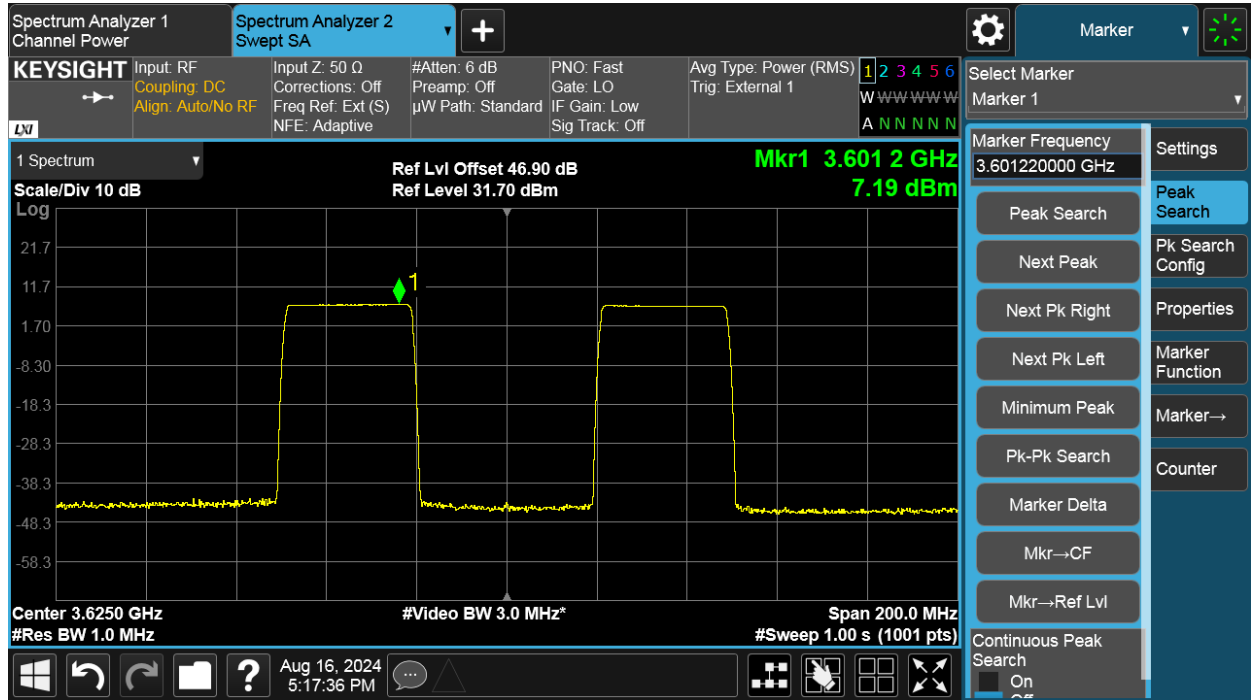 Spectrum Analyzer 1
Channel Power
Spectrum Analyzer 2
Swept SA
Marker
KEYSIGHT
LXI
Input: RF
Coupling: DC
Align: Auto/No RF
Input Z: 50 Ω
Corrections: Off
Freq Ref: Ext (S)
NFE: Adaptive
#Atten: 6 dB
Preamp: Off
µW Path: Standard
PNO: Fast
Gate: LO
IF Gain: Low
Sig Track: Off
Avg Type: Power (RMS)
Trig: External 1
1 2 3 4 5 6
W W W W W W
A N N N N N
Select Marker
Marker 1
1 Spectrum
Scale/Div 10 dB
Log
Ref Lvl Offset 46.90 dB
Ref Level 31.70 dBm
Mkr1 3.601 2 GHz
7.19 dBm
21.7
11.7
1.70
-8.30
-18.3
-28.3
-38.3
-48.3
-58.3
1
Center 3.6250 GHz
#Res BW 1.0 MHz
#Video BW 3.0 MHz*
Span 200.0 MHz
#Sweep 1.00 s (1001 pts)
Marker Frequency
3.601220000 GHz
Peak Search
Next Peak
Next Pk Right
Next Pk Left
Minimum Peak
Pk-Pk Search
Marker Delta
Mkr→CF
Mkr→Ref Lvl
Continuous Peak
Search
On
Off
Settings
Peak
Search
Pk Search
Config
Properties
Marker
Function
Marker→
Counter
?
Aug 16, 2024
5:17:36 PM